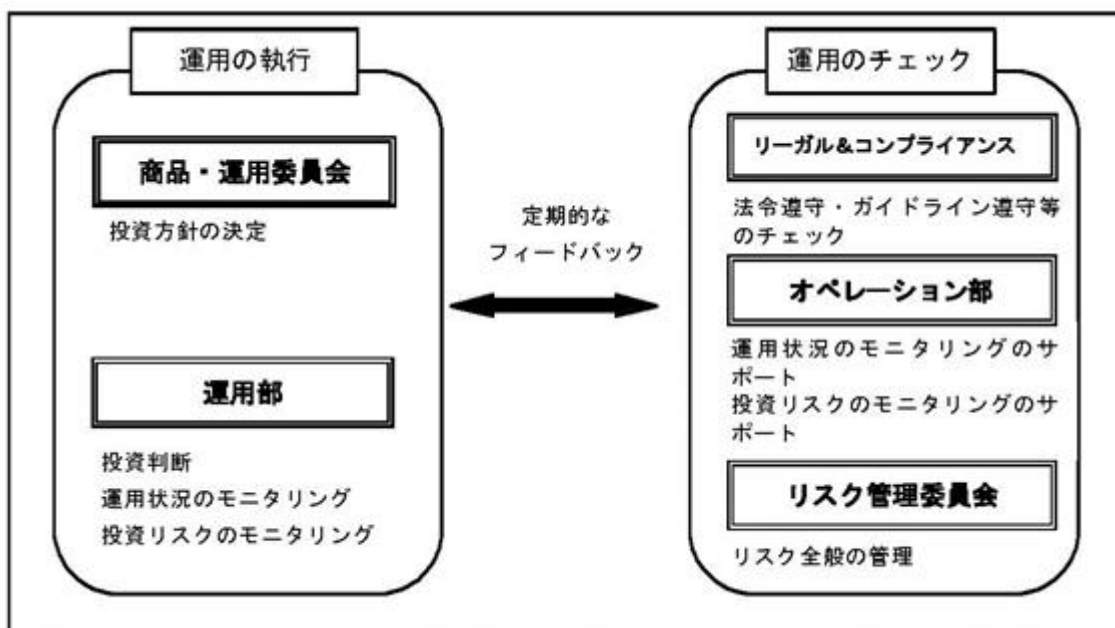 運用の執行
商品・運用委員会
投資方針の決定
運用部
投資判断
運用状況のモニタリング
投資リスクのモニタリング
定期的な
フィードバック
運用のチェック
リーガル&コンプライアンス
法令遵守・ガイドライン遵守等
のチェック
オペレーション部
運用状況のモニタリングのサ
ポート
投資リスクのモニタリングのサ
ポート
リスク管理委員会
リスク全般の管理